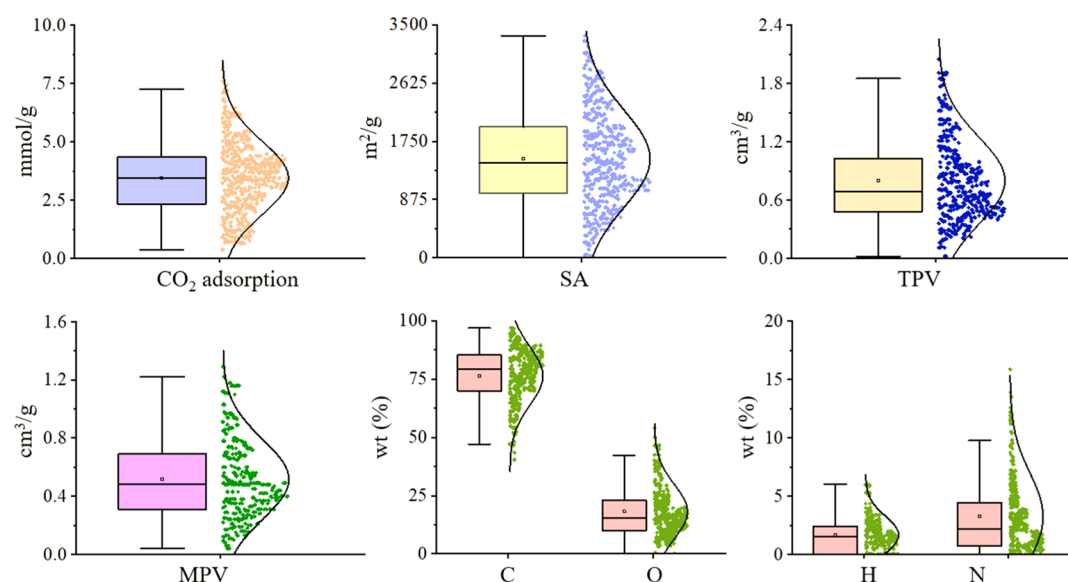 10.0
7.5
5.0
2.5
0.0
mmol/g
CO₂ adsorption
3500
2625
1750
875
0
m²/g
SA
2.4
1.8
1.2
0.6
0.0
cm³/g
TPV
1.6
1.2
0.8
0.4
0.0
cm³/g
MPV
100
75
50
25
0
wt (%)
C O
20
15
10
5
0
wt (%)
H N